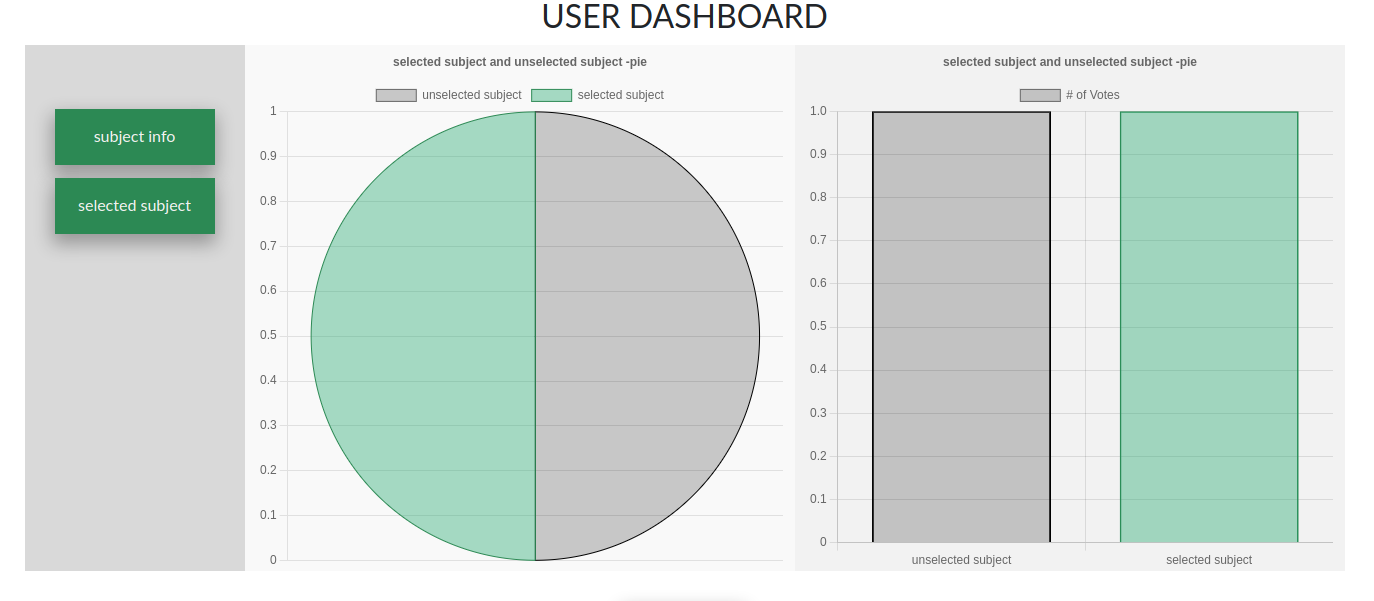 USER DASHBOARD
subject info
selected subject
selected subject and unselected subject -pie
unselected subject selected subject
1
0.9
0.8
0.7
0.6
0.5
0.4
0.3
0.2
0.1
0
selected subject and unselected subject -pie
# of Votes
1.0
0.9
0.8
0.7
0.6
0.5
0.4
0.3
0.2
0.1
0
unselected subject selected subject